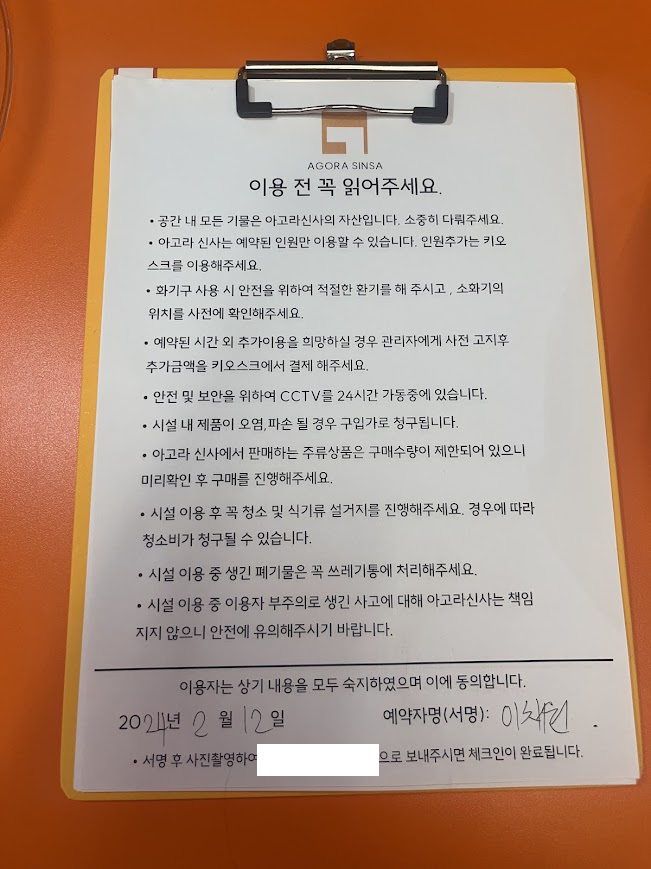 AGORA SINSA
이용 전 꼭 읽어주세요.
• 공간 내 모든 기물은 아고라신사의 자산입니다. 소중히 다뤄주세요.
• 아고라 신사는 예약된 인원만 이용할 수 있습니다. 인원추가는 키오
스크를 이용해주세요.
• 화기구 사용 시 안전을 위하여 적절한 환기를 해 주시고 , 소화기의
위치를 사전에 확인해주세요.
• 예약된 시간 외 추가이용을 희망하실 경우 관리자에게 사전 고지후
추가금액을 키오스크에서 결제 해주세요.
• 안전 및 보안을 위하여 CCTV를 24시간 가동중에 있습니다.
• 시설 내 제품이 오염,파손 될 경우 구입가로 청구됩니다.
• 아고라 신사에서 판매하는 주류상품은 구매수량이 제한되어 있으니
미리확인 후 구매를 진행해주세요.
• 시설 이용 후 꼭 청소 및 식기류 설거지를 진행해주세요. 경우에 따라
청소비가 청구될 수 있습니다.
• 시설 이용 중 생긴 폐기물은 꼭 쓰레기통에 처리해주세요.
• 시설 이용 중 이용자 부주의로 생긴 사고에 대해 아고라신사는 책임
지지 않으니 안전에 유의해주시기 바랍니다.
이용자는 상기 내용을 모두 숙지하였으며 이에 동의합니다.
2024년 2 월 12일 예약자명(서명):
• 서명 후 사진촬영하여 으로 보내주시면 체크인이 완료됩니다.